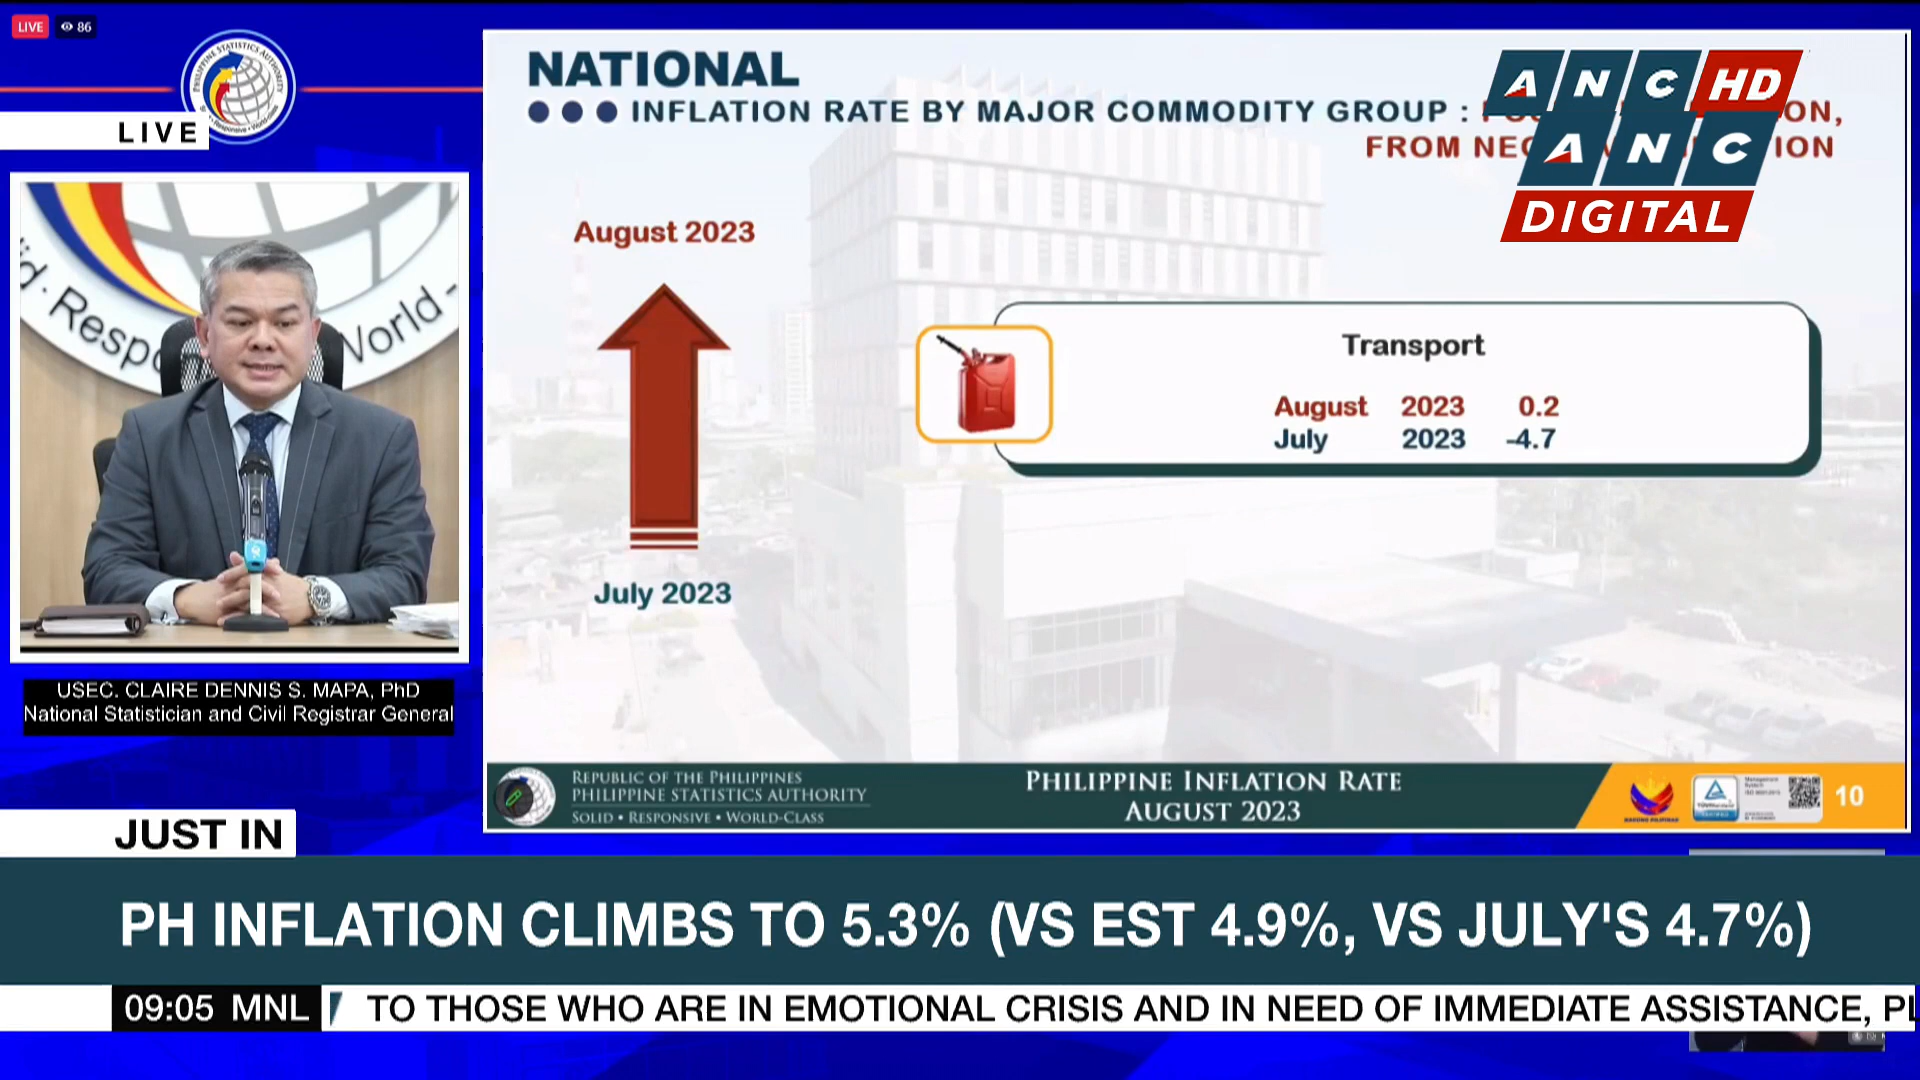 LIVE 86
PHILIPPINE STATISTICS AUTHORITY
LIVE
NATIONAL
INFLATION RATE BY MAJOR COMMODITY GROUP :
FROM
ANC HD
ANC
DIGITAL
August 2023
July 2023
Transport
August 2023 0.2
July 2023 -4.7
USEC. CLAIRE DENNIS S. MAPA, PhD
National Statistician and Civil Registrar General
REPUBLIC OF THE PHILIPPINES
PHILIPPINE STATISTICS AUTHORITY
SOLID • RESPONSIVE • WORLD-CLASS
PHILIPPINE INFLATION RATE
AUGUST 2023
10
JUST IN
PH INFLATION CLIMBS TO 5.3% (VS EST 4.9%, VS JULY'S 4.7%)
09:05 MNL TO THOSE WHO ARE IN EMOTIONAL CRISIS AND IN NEED OF IMMEDIATE ASSISTANCE,